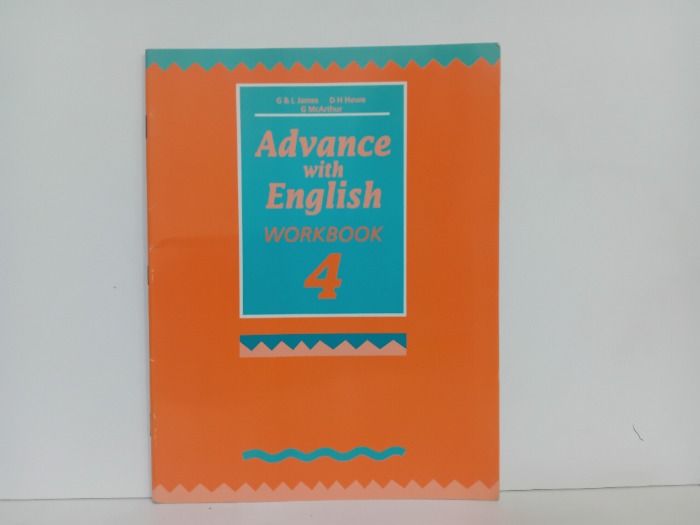 G & L James D H Howe
G McArthur
Advance
with
English
WORKBOOK
4